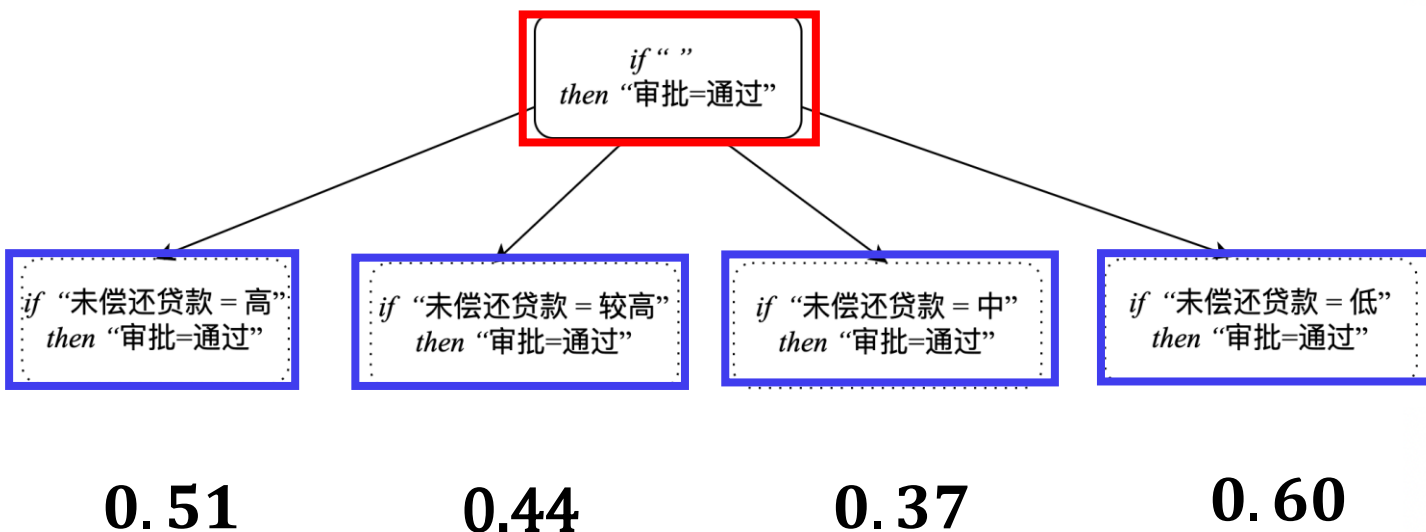 if “ ”
then “审批=通过”
if “未偿还贷款 = 高”
then “审批=通过”
if “未偿还贷款 = 较高”
then “审批=通过”
if “未偿还贷款 = 中”
then “审批=通过”
if “未偿还贷款 = 低”
then “审批=通过”
0.51
0.44
0.37
0.60